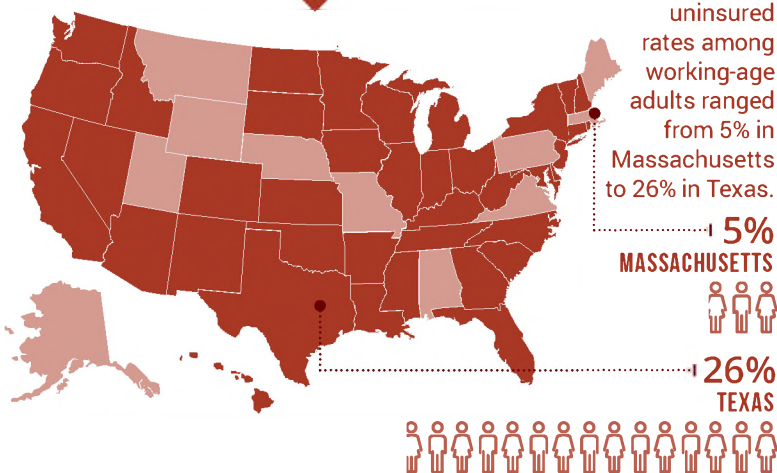 uninsured
rates among
working-age
adults ranged
from 5% in
Massachusetts
to 26% in Texas.
5%
MASSACHUSETTS
26%
TEXAS